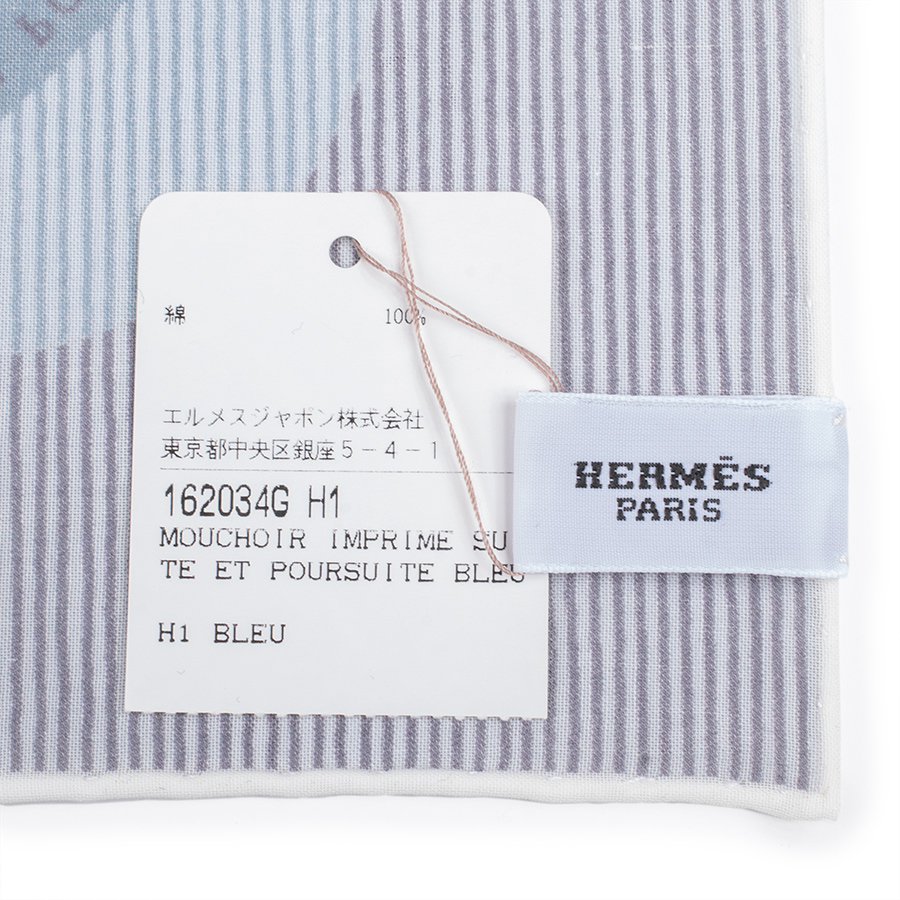 綿 100%
エルメスジャポン株式会社
東京都中央区銀座5－4－1
162034G H1
MOUCHOIR IMPRIME SU
TE ET POURSUITE BLEU
H1 BLEU
HERMĒS
PARIS